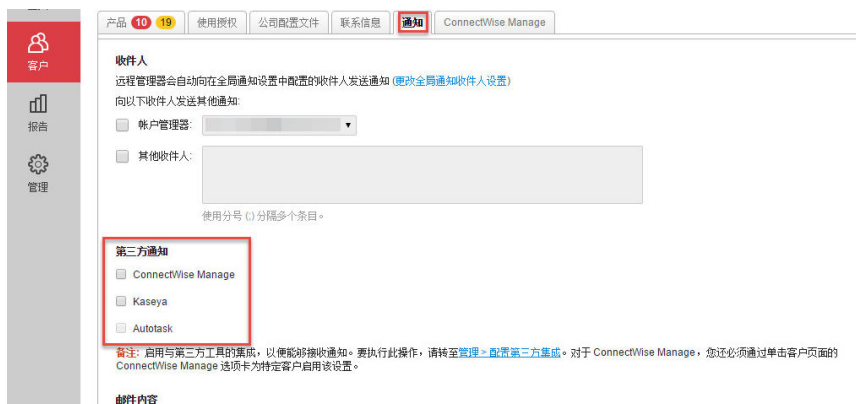 产品 10 19 使用授权 公司配置文件 联系信息 通知 ConnectWise Manage
客户
报告
管理
收件人
远程管理器会自动向在全局通知设置中配置的收件人发送通知 (更改全局通知收件人设置)
向以下收件人发送其他通知:
帐户管理器:
其他收件人:
使用分号 (;) 分隔多个条目。
第三方通知
ConnectWise Manage
Kaseya
Autotask
备注: 启用与第三方工具的集成，以便能够接收通知。要执行此操作，请转至管理 > 配置第三方集成。对于 ConnectWise Manage，您还必须通过单击客户页面的
ConnectWise Manage 选项卡为特定客户启用该设置。
邮件内容